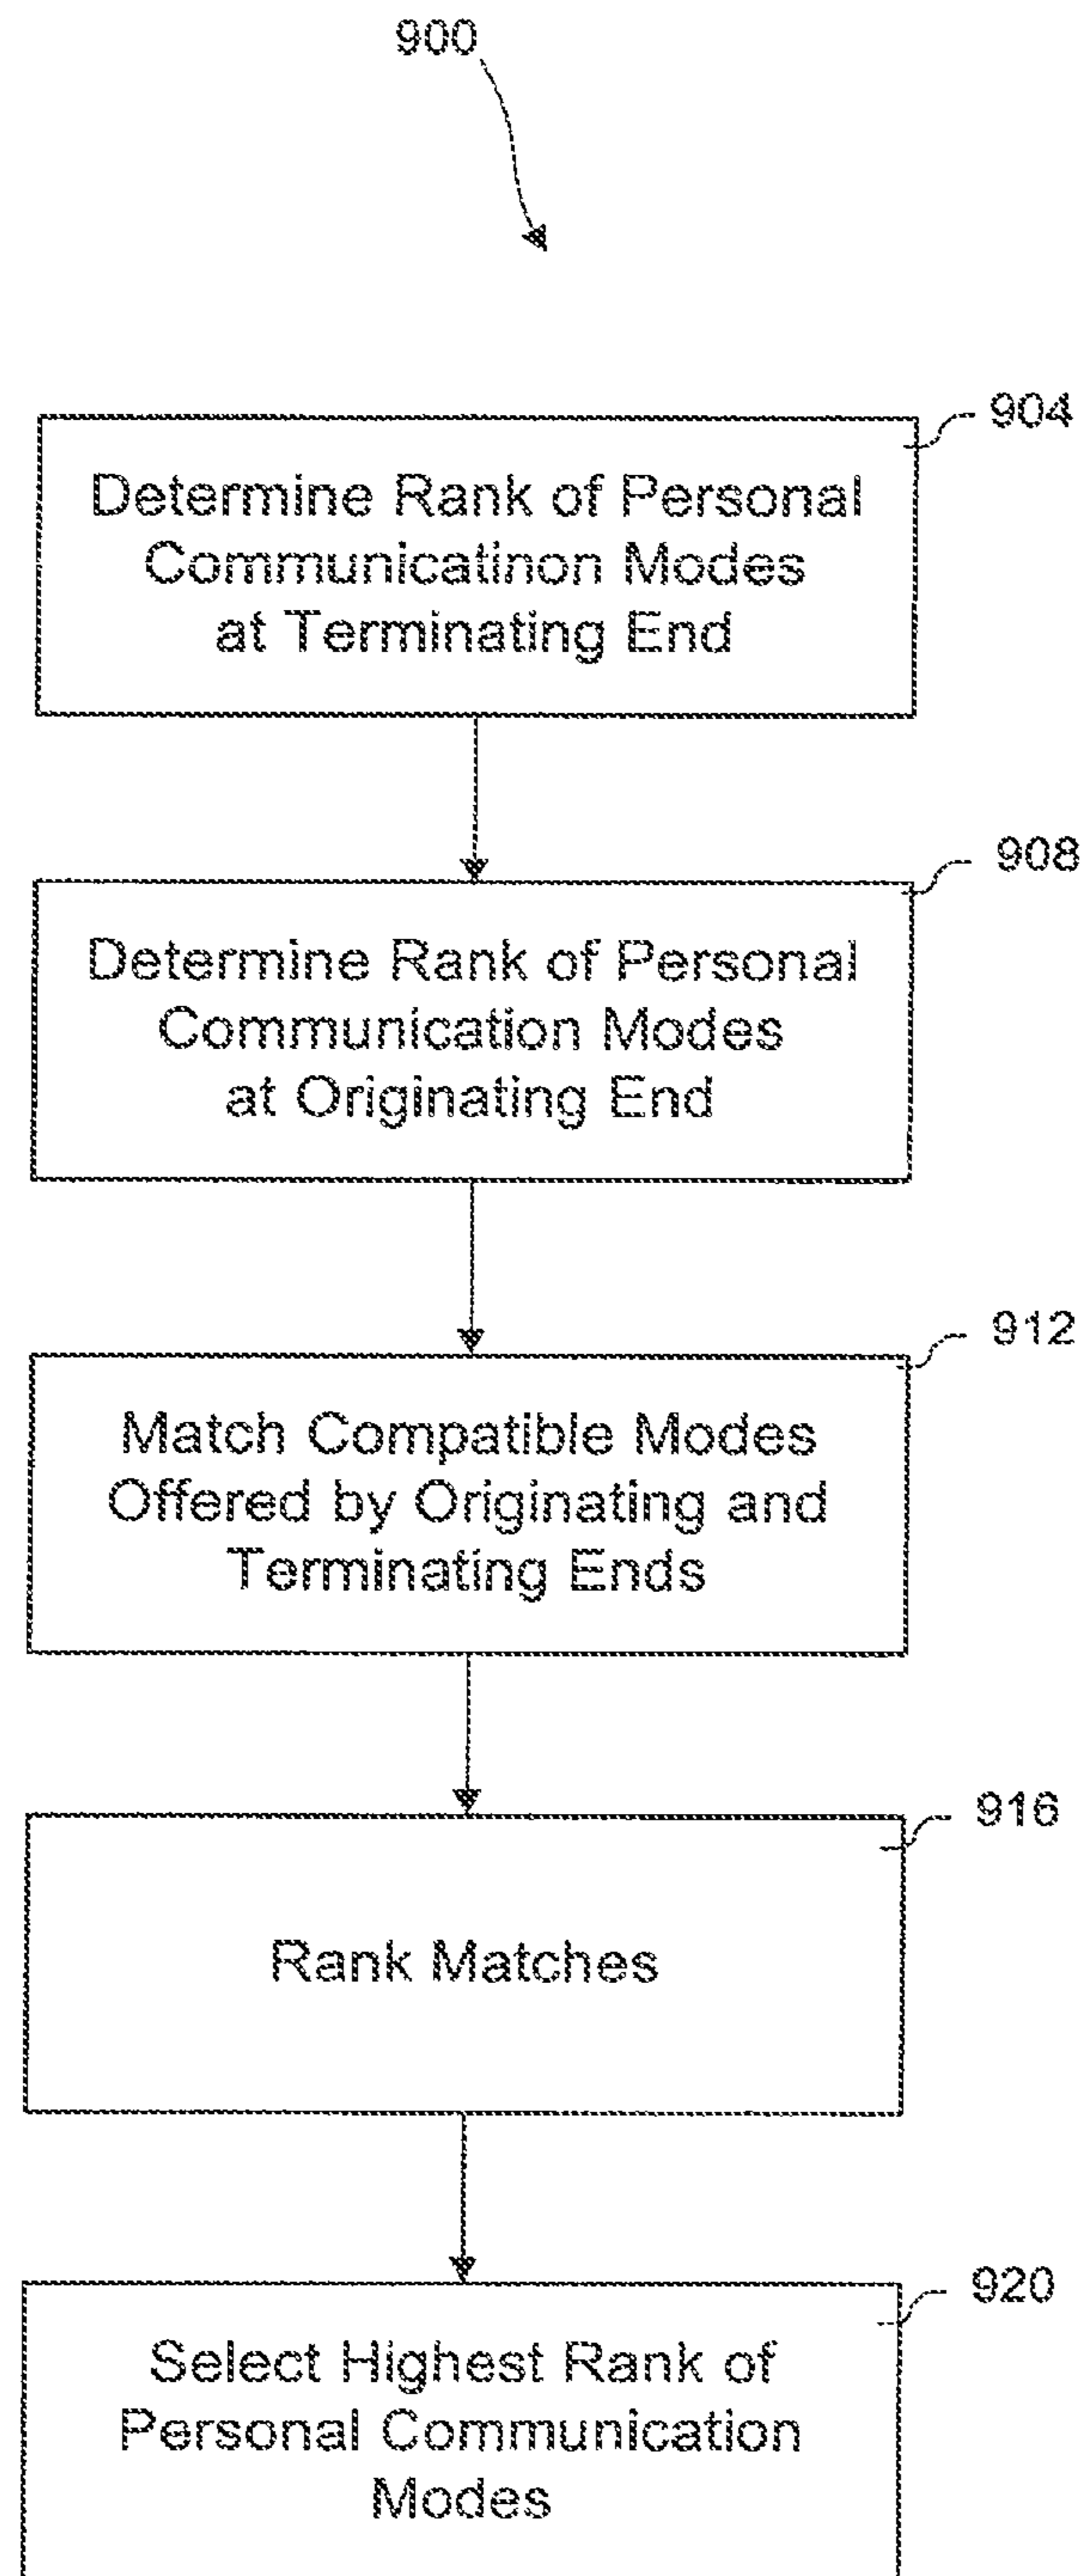 900
904
Determine Rank of Personal
Communicatinon Modes
at Terminating End
908
Determine Rank of Personal
Communication Modes
at Originating End
912
Match Compatible Modes
Offered by Originating and
Terminating Ends
916
Rank Matches
920
Select Highest Rank of
Personal Communication
Modes